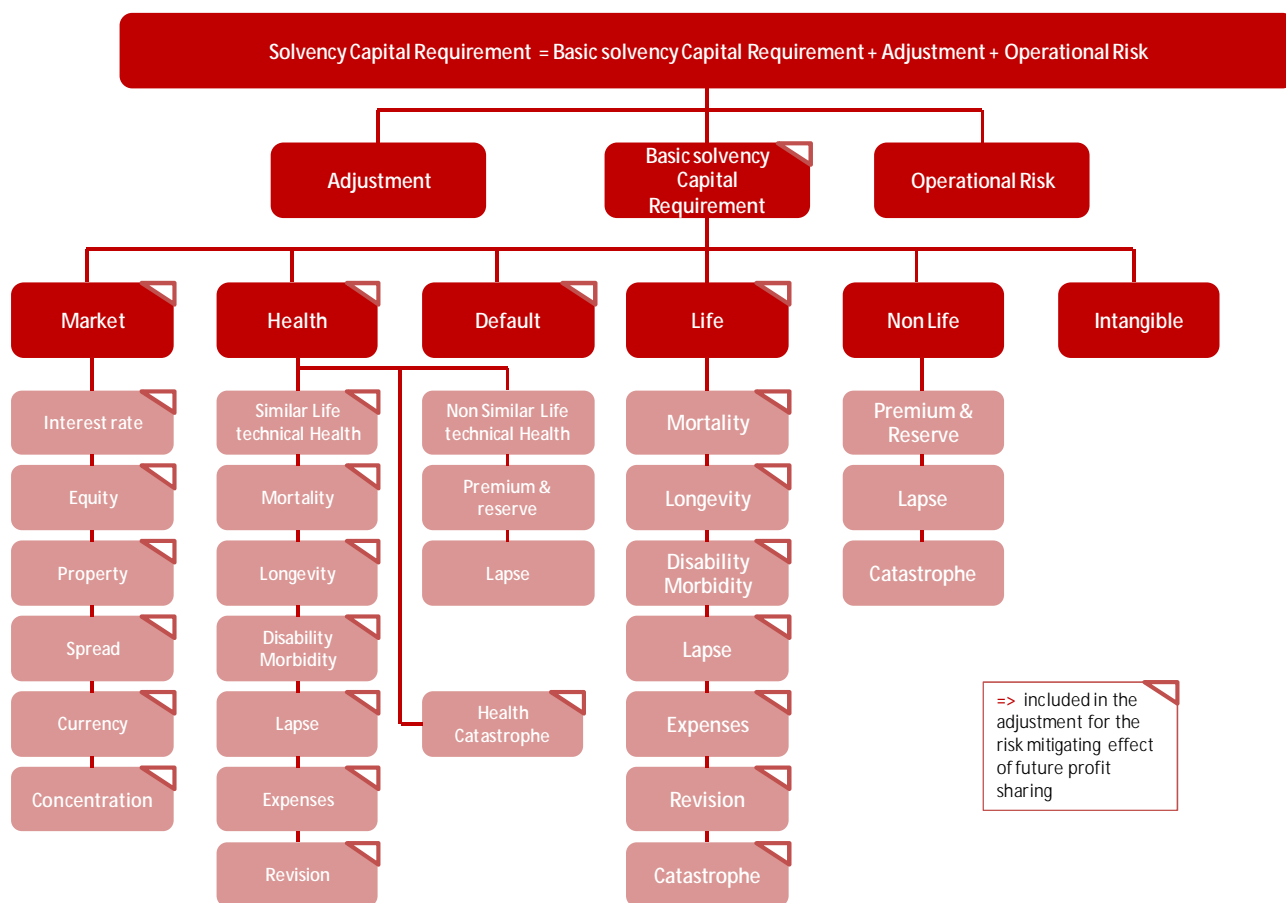 Solvency Capital Requirement = Basic solvency Capital Requirement + Adjustment + Operational Risk
Adjustment
Basic solvency
Capital
Requirement
Operational Risk
Market
Health
Default
Life
Non Life
Intangible
Interest rate
Equity
Property
Spread
Currency
Concentration
Similar Life
technical Health
Mortality
Longevity
Disability
Morbidity
Lapse
Expenses
Revision
Non Similar Life
technical Health
Premium &
reserve
Lapse
Health
Catastrophe
Mortality
Longevity
Disability
Morbidity
Lapse
Expenses
Revision
Catastrophe
Premium &
Reserve
Lapse
Catastrophe
=> included in the
adjustment for the
risk mitigating effect
of future profit
sharing